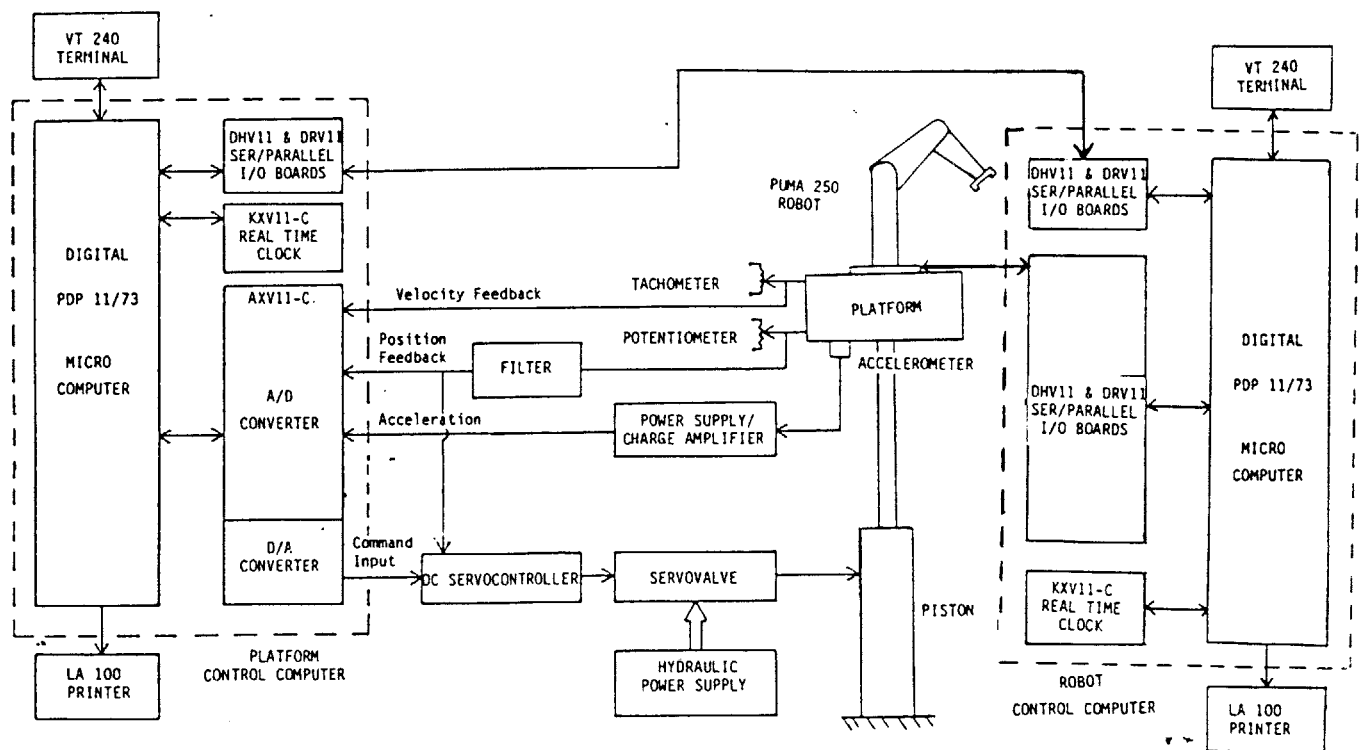 VT 240
TERMINAL
DIGITAL
PDP 11/73
MICRO
COMPUTER
DHV11 & DRV11
SER/PARALLEL
I/O BOARDS
KXV11-C
REAL TIME
CLOCK
AXV11-C.
A/D
CONVERTER
D/A
CONVERTER
LA 100
PRINTER
PLATFORM
CONTROL COMPUTER
Velocity Feedback
Position
Feedback
Acceleration
Command
Input
FILTER
POWER SUPPLY/
CHARGE AMPLIFIER
DC SERVOCONTROLLER
SERVOVALVE
HYDRAULIC
POWER SUPPLY
PUMA 250
ROBOT
TACHOMETER
POTENTIOMETER
PLATFORM
ACCELEROMETER
PISTON
VT 240
TERMINAL
DHV11 & DRV11
SER/PARALLEL
I/O BOARDS
DHV11 & DRV11
SER/PARALLEL
I/O BOARDS
KXV11-C
REAL TIME
CLOCK
DIGITAL
PDP 11/73
MICRO
COMPUTER
ROBOT
CONTROL COMPUTER
LA 100
PRINTER